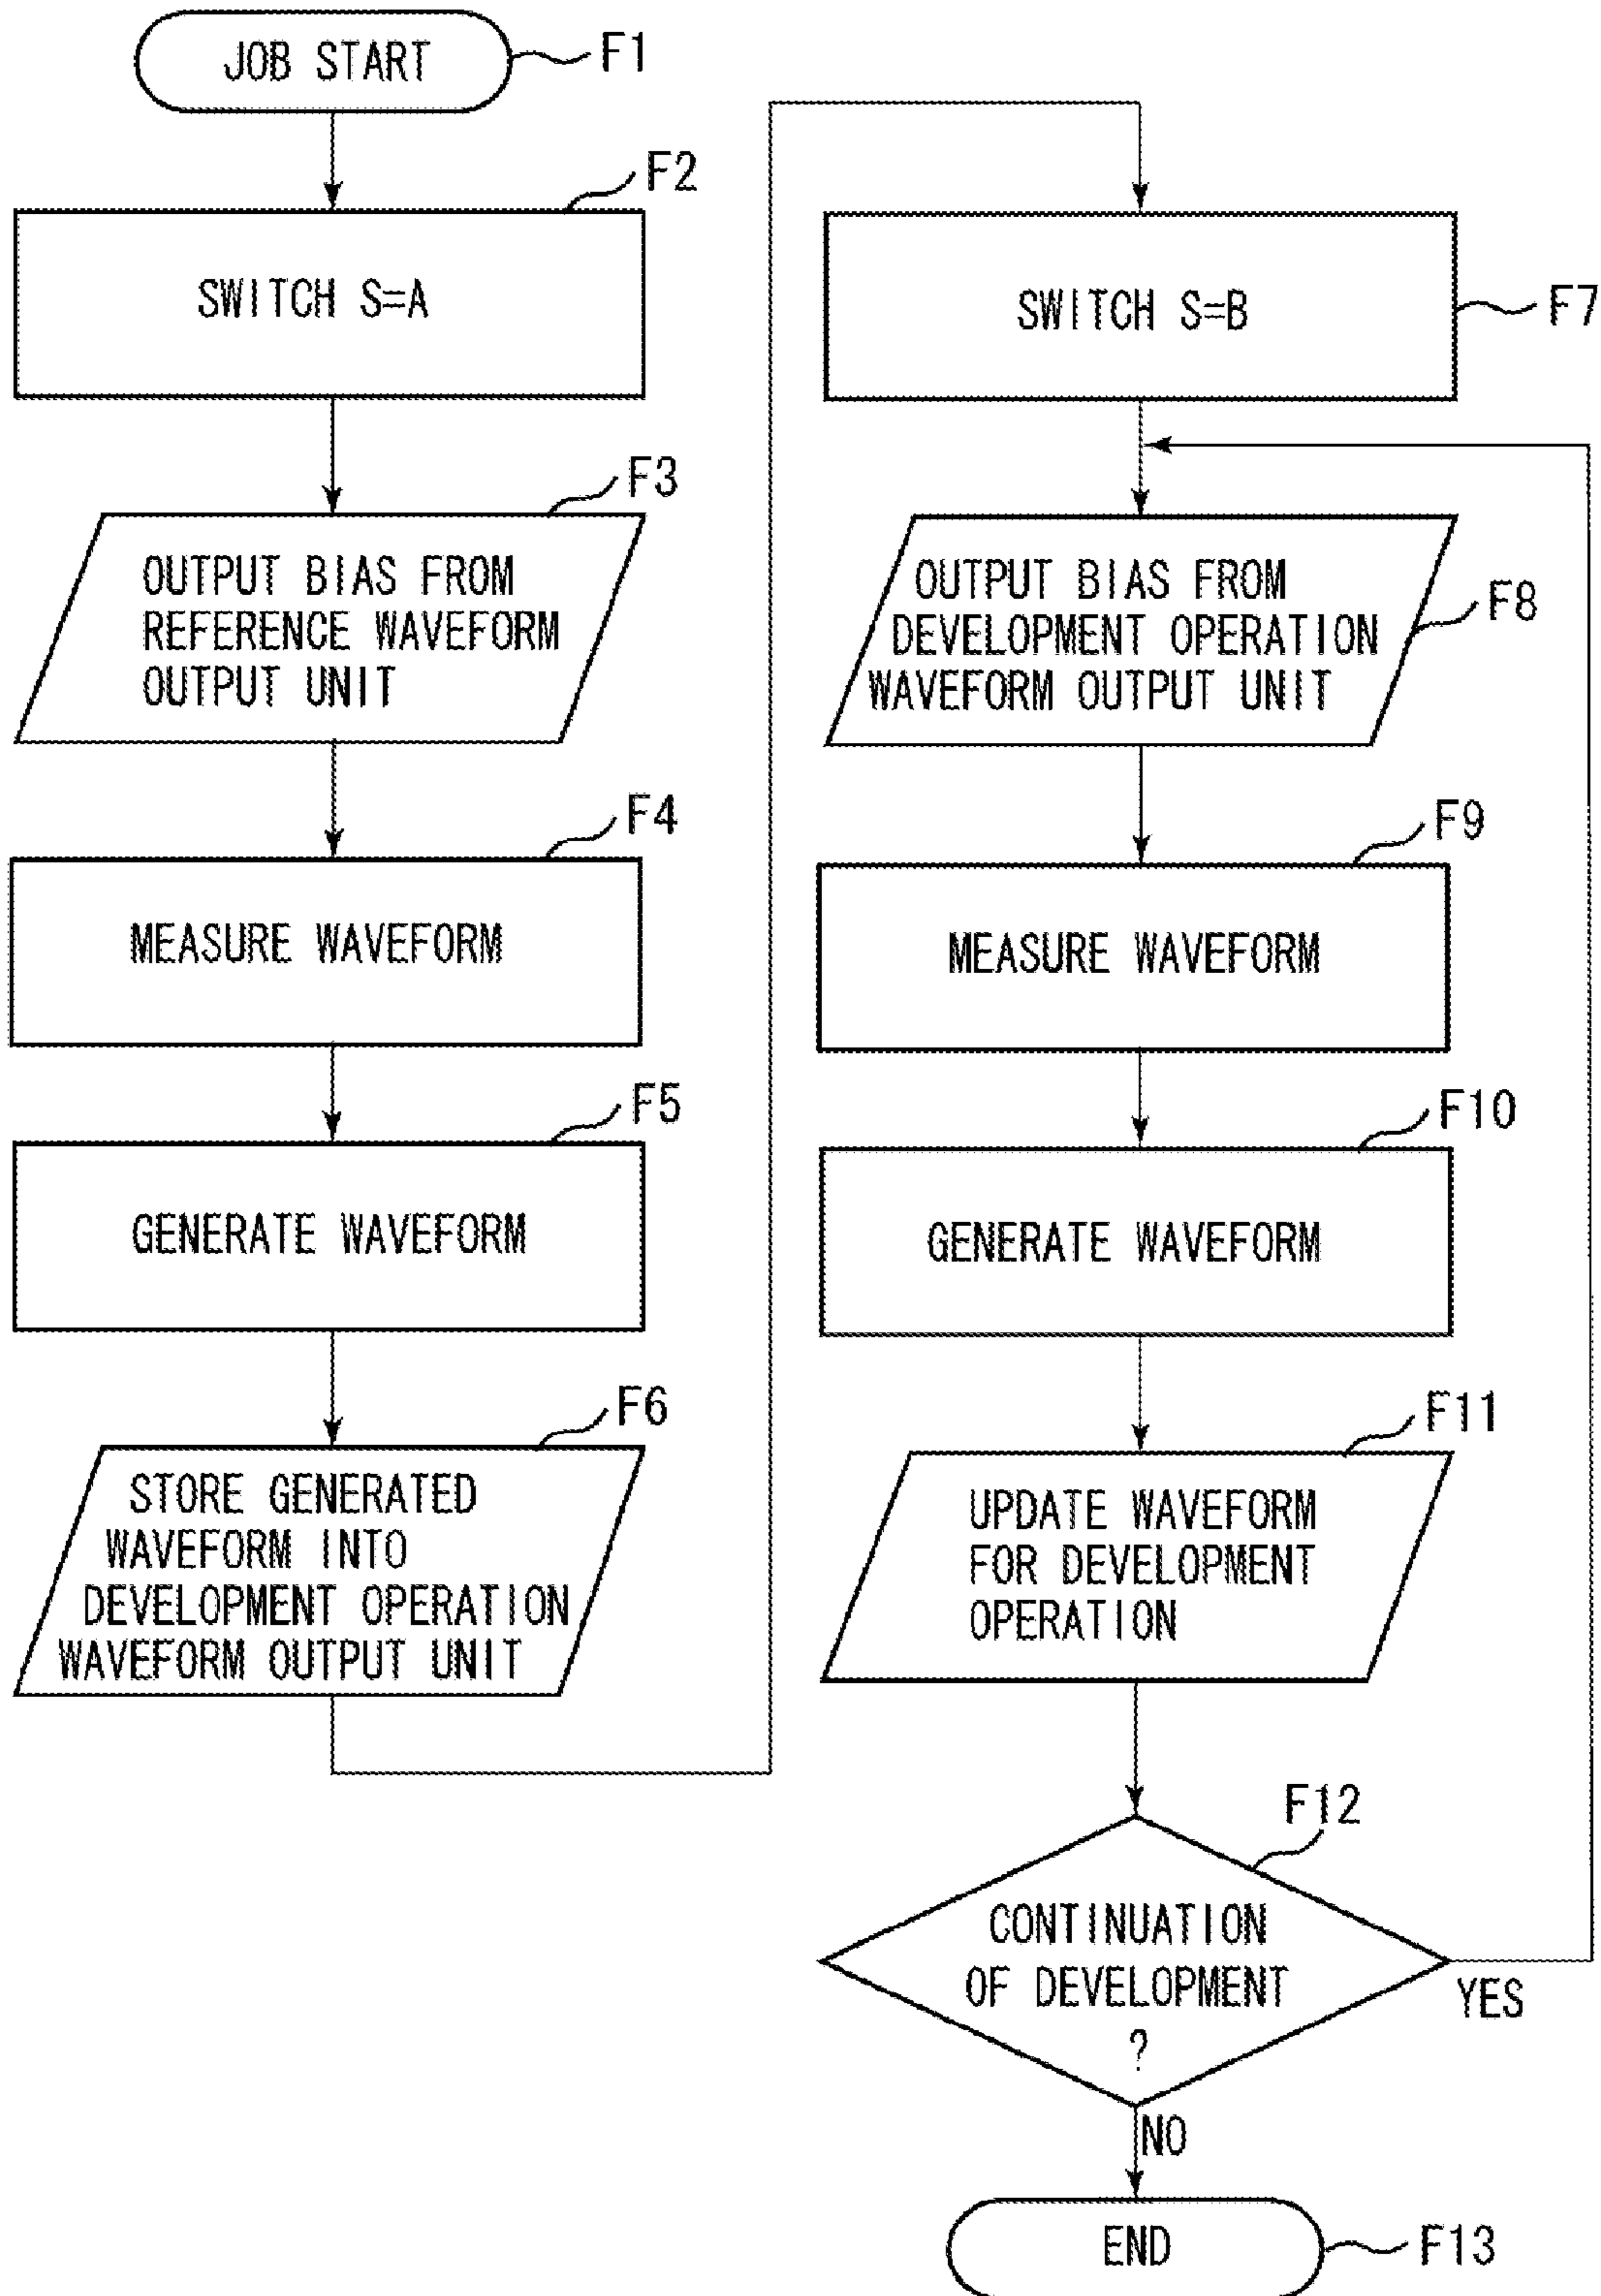 JOB START
F1
F2
SWITCH S=A
F3
OUTPUT BIAS FROM
REFERENCE WAVEFORM
OUTPUT UNIT
F4
MEASURE WAVEFORM
F5
GENERATE WAVEFORM
F6
STORE GENERATED
WAVEFORM INTO
DEVELOPMENT OPERATION
WAVEFORM OUTPUT UNIT
SWITCH S=B
F7
OUTPUT BIAS FROM
DEVELOPMENT OPERATION
WAVEFORM OUTPUT UNIT
F8
F9
MEASURE WAVEFORM
F10
GENERATE WAVEFORM
F11
UPDATE WAVEFORM
FOR DEVELOPMENT
OPERATION
F12
CONTINUATION
OF DEVELOPMENT
?
YES
NO
END
F13